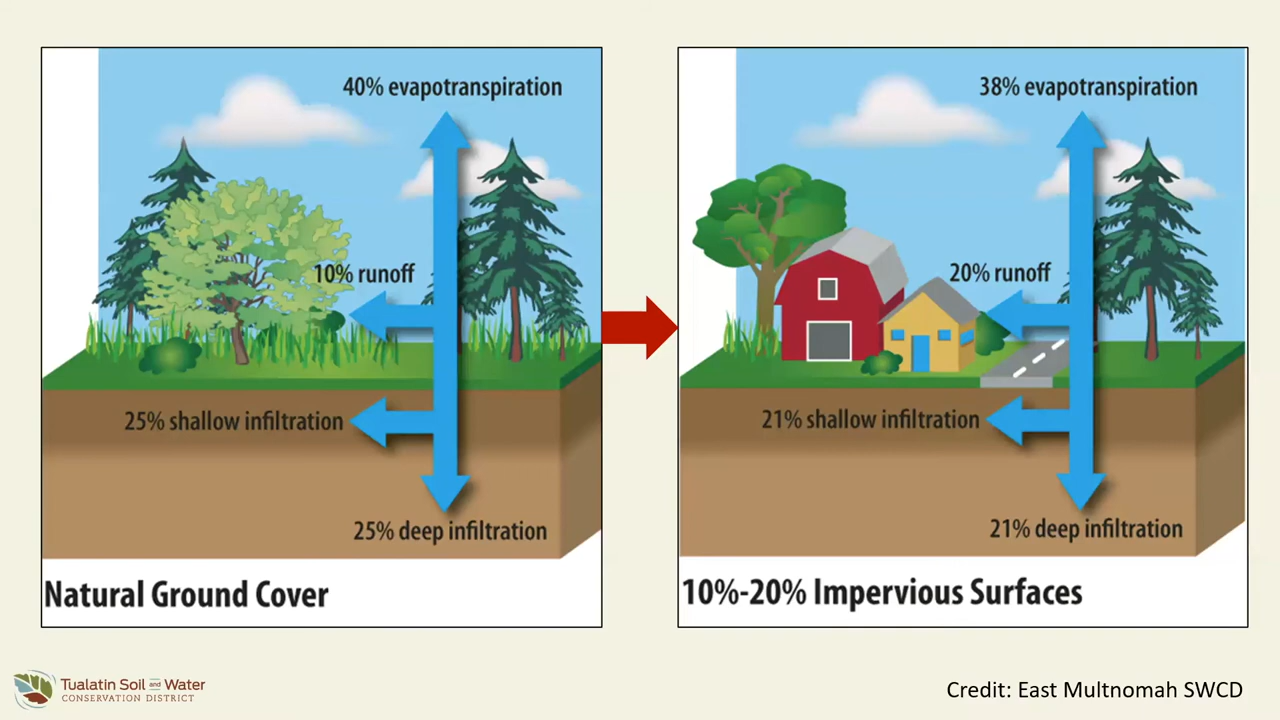 40% evapotranspiration
10% runoff
25% shallow infiltration
25% deep infiltration
Natural Ground Cover
38% evapotranspiration
20% runoff
21% shallow infiltration
21% deep infiltration
10%-20% Impervious Surfaces
Tualatin Soil and Water
CONSERVATION DISTRICT
Credit: East Multnomah SWCD